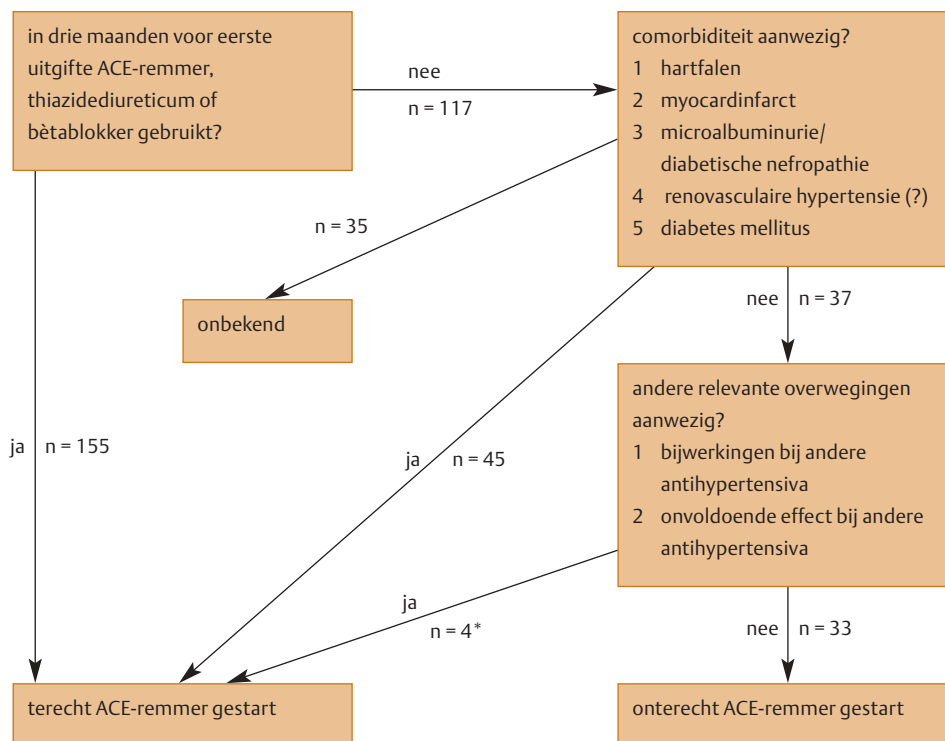 in drie maanden voor eerste
uitgifte ACE-remmer,
thiazidediureticum of
bètablokker gebruikt?
nee
n = 117
comorbiditeit aanwezig?
1 hartfalen
2 myocardinfarct
3 microalbuminurie/
diabetische nefropathie
4 renovasculaire hypertensie (?)
5 diabetes mellitus
n = 35
onbekend
nee n = 37
andere relevante overwegingen
aanwezig?
1 bijwerkingen bij andere
antihypertensiva
2 onvoldoende effect bij andere
antihypertensiva
ja n = 155
ja n = 45
ja
n = 4*
nee n = 33
terecht ACE-remmer gestart
onterecht ACE-remmer gestart